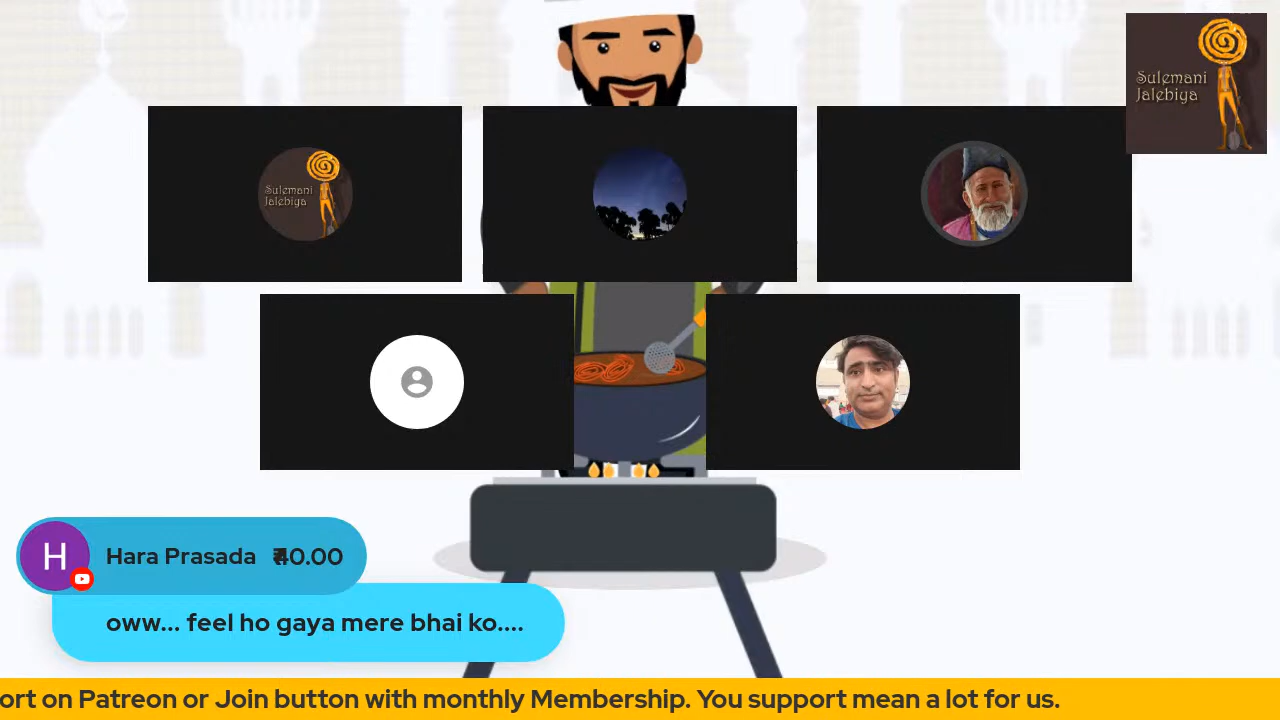 Sulemani
Jalebiya
Sulemani
Jalebiya
H
Hara Prasada ₹40.00
oww... feel ho gaya mere bhai ko....
ort on Patreon or Join button with monthly Membership. You support mean a lot for us.